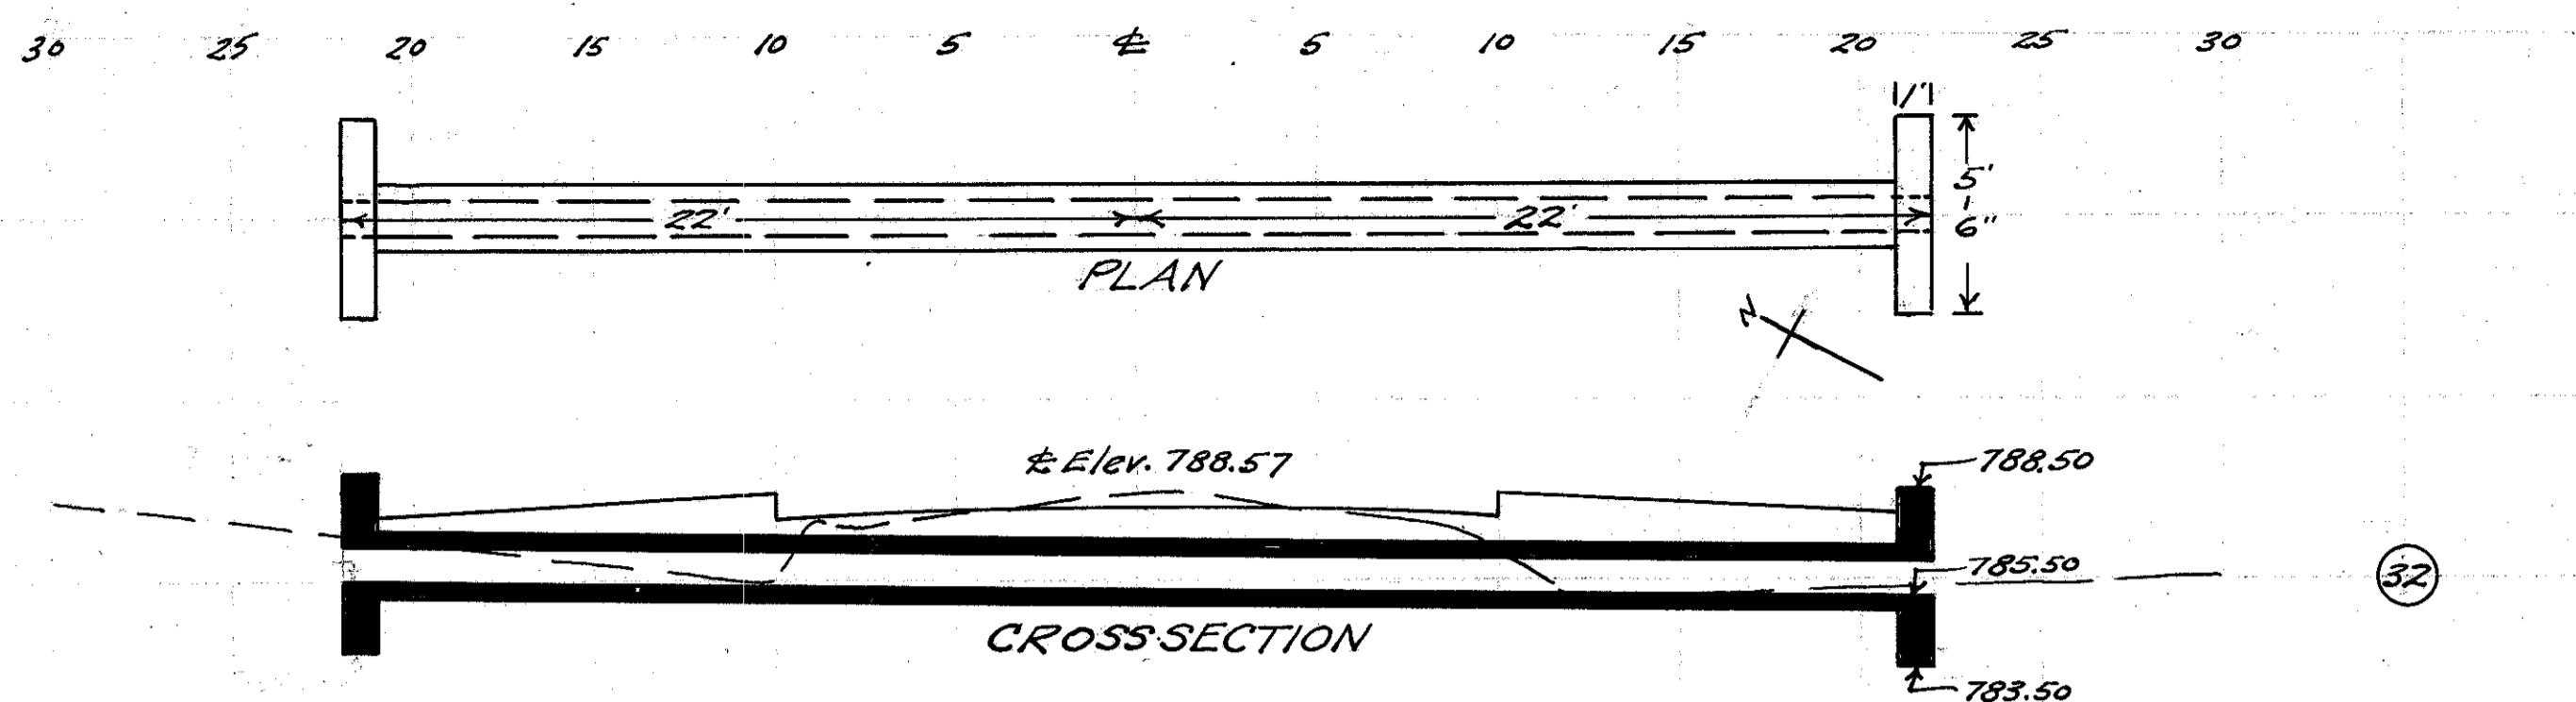 30 25 20 15 10 5 ℄ 5 10 15 20 25 30
1'
22' 22'
5'-6"
PLAN
N
℄ Elev. 788.57
788.50
785.50
32
CROSS-SECTION
783.50